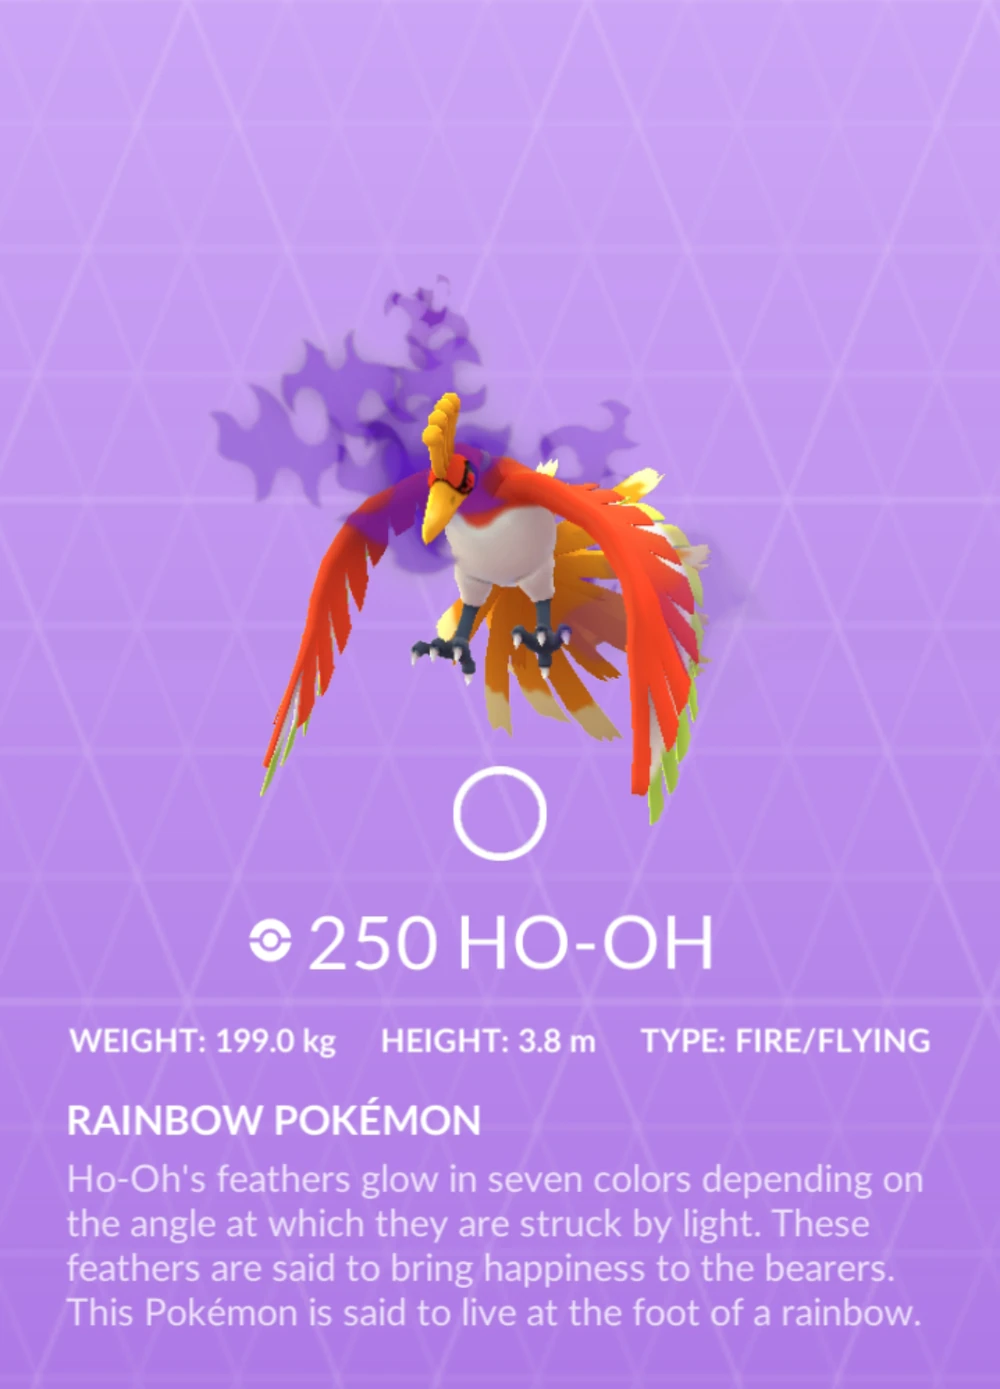 250 HO-OH
WEIGHT: 199.0 kg HEIGHT: 3.8 m TYPE: FIRE/FLYING
RAINBOW POKÉMON
Ho-Oh's feathers glow in seven colors depending on
the angle at which they are struck by light. These
feathers are said to bring happiness to the bearers.
This Pokémon is said to live at the foot of a rainbow.